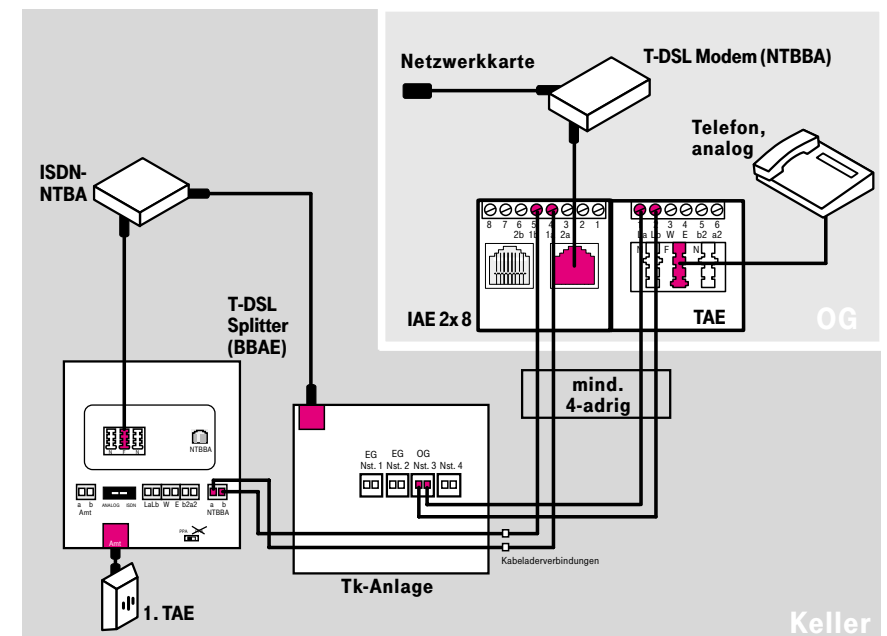 Netzwerkkarte
T-DSL Modem (NTBBA)
Telefon,
analog
ISDN-
NTBA
8 7 6 5 4 3 2 1
2b 1b 1a 2a
1 2 3 4 5 6
La Lb W E b2 a2
N F N
IAE 2x 8
TAE
OG
T-DSL
Splitter
(BBAE)
mind.
4-adrig
N F N
NTBBA
EG EG OG
Nst. 1 Nst. 2 Nst. 3 Nst. 4
a b
Amt
ANALOG ISDN
LaLb W E b2a2
a b
NTBBA
PPA
Amt
Kabeladerverbindungen
Tk-Anlage
1. TAE
Keller